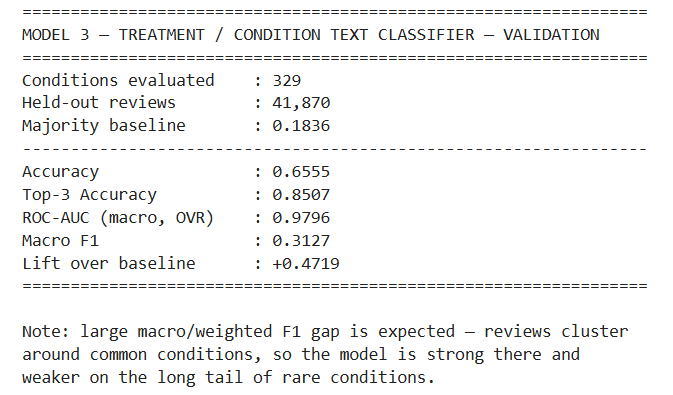 =================================================================
MODEL 3 — TREATMENT / CONDITION TEXT CLASSIFIER — VALIDATION
=================================================================
Conditions evaluated    : 329
Held-out reviews        : 41,870
Majority baseline       : 0.1836
-----------------------------------------------------------------
Accuracy                : 0.6555
Top-3 Accuracy          : 0.8507
ROC-AUC (macro, OVR)    : 0.9796
Macro F1                : 0.3127
Lift over baseline      : +0.4719
=================================================================
Note: large macro/weighted F1 gap is expected — reviews cluster
around common conditions, so the model is strong there and
weaker on the long tail of rare conditions.